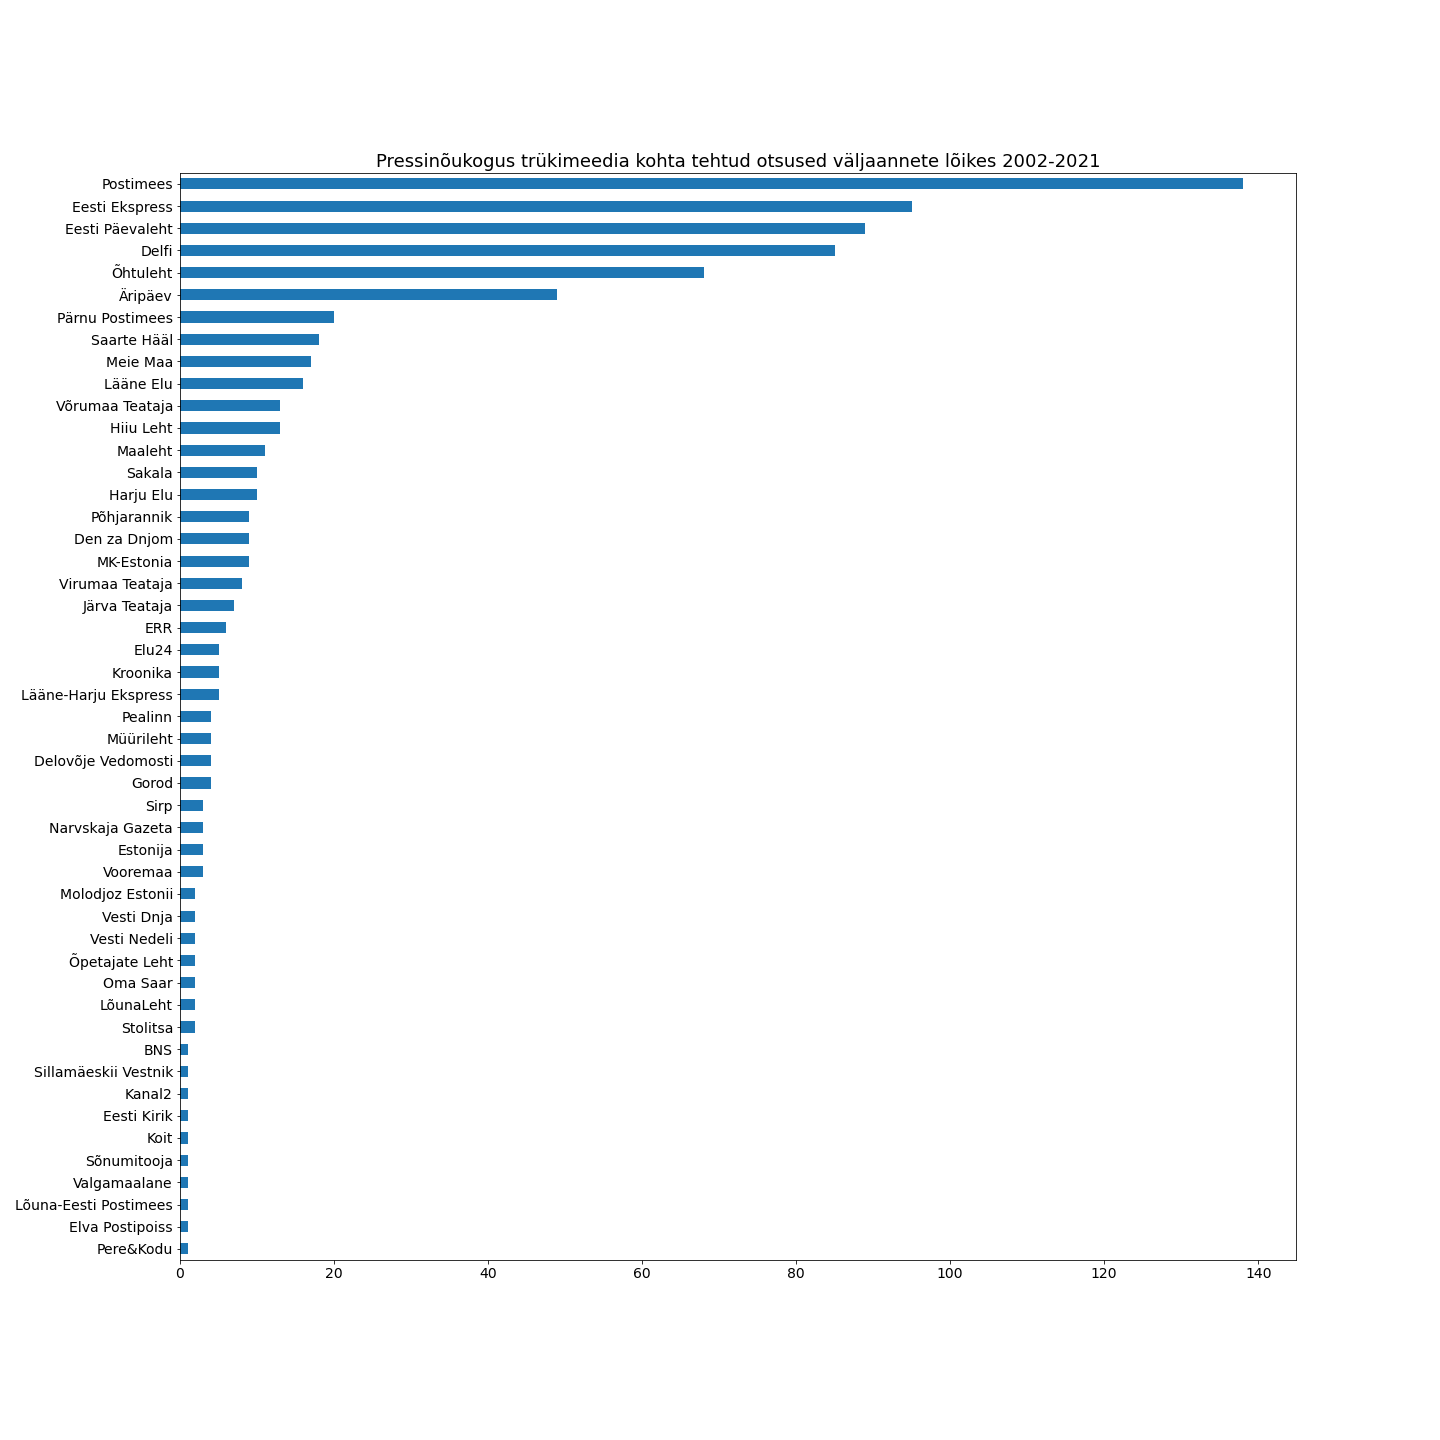 Pressinõukogus trükimeedia kohta tehtud otsused väljaannete lõikes 2002-2021
Postimees
Eesti Ekspress
Eesti Päevaleht
Delfi
Õhtuleht
Äripäev
Pärnu Postimees
Saarte Hääl
Meie Maa
Lääne Elu
Võrumaa Teataja
Hiiu Leht
Maaleht
Sakala
Harju Elu
Põhjarannik
Den za Dnjom
MK-Estonia
Virumaa Teataja
Järva Teataja
ERR
Elu24
Kroonika
Lääne-Harju Ekspress
Pealinn
Müürileht
Delovõje Vedomosti
Gorod
Sirp
Narvskaja Gazeta
Estonija
Vooremaa
Molodjoz Estonii
Vesti Dnja
Vesti Nedeli
Õpetajate Leht
Oma Saar
LõunaLeht
Stolitsa
BNS
Sillamäeskii Vestnik
Kanal2
Eesti Kirik
Koit
Sõnumitooja
Valgamaalane
Lõuna-Eesti Postimees
Elva Postipoiss
Pere&Kodu
0 20 40 60 80 100 120 140